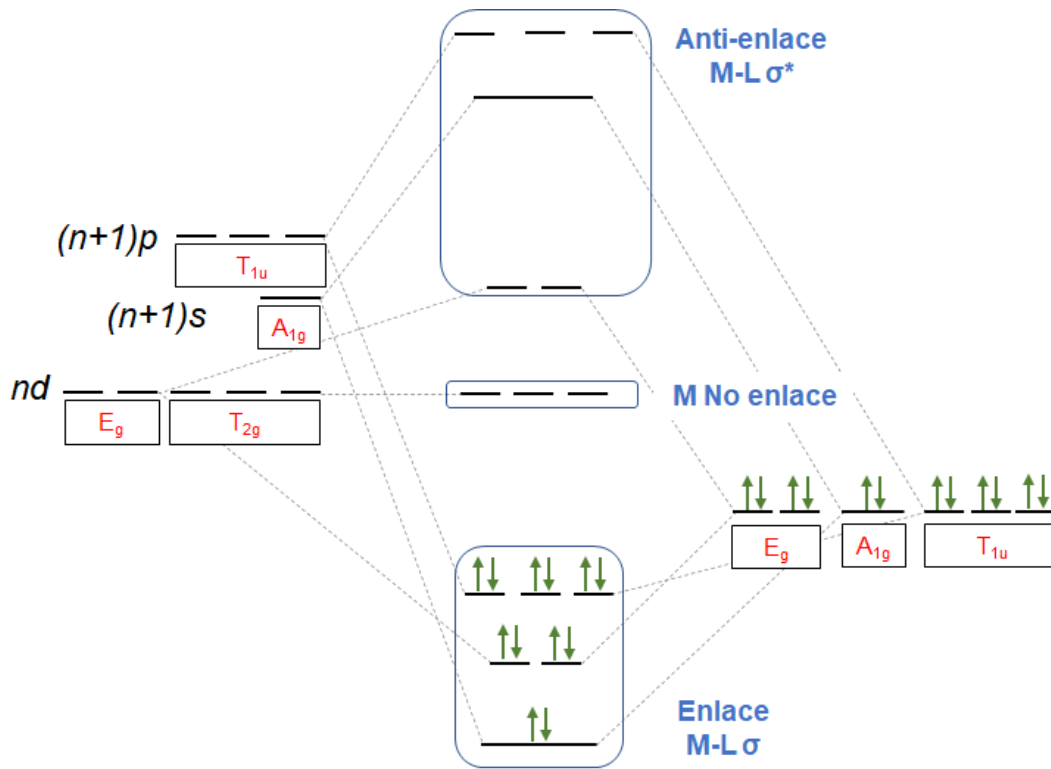 Anti-enlace
M-L σ*
(n+1)p
T1u
(n+1)s
A1g
nd
Eg
T2g
M No enlace
Eg
A1g
T1u
Enlace
M-L σ